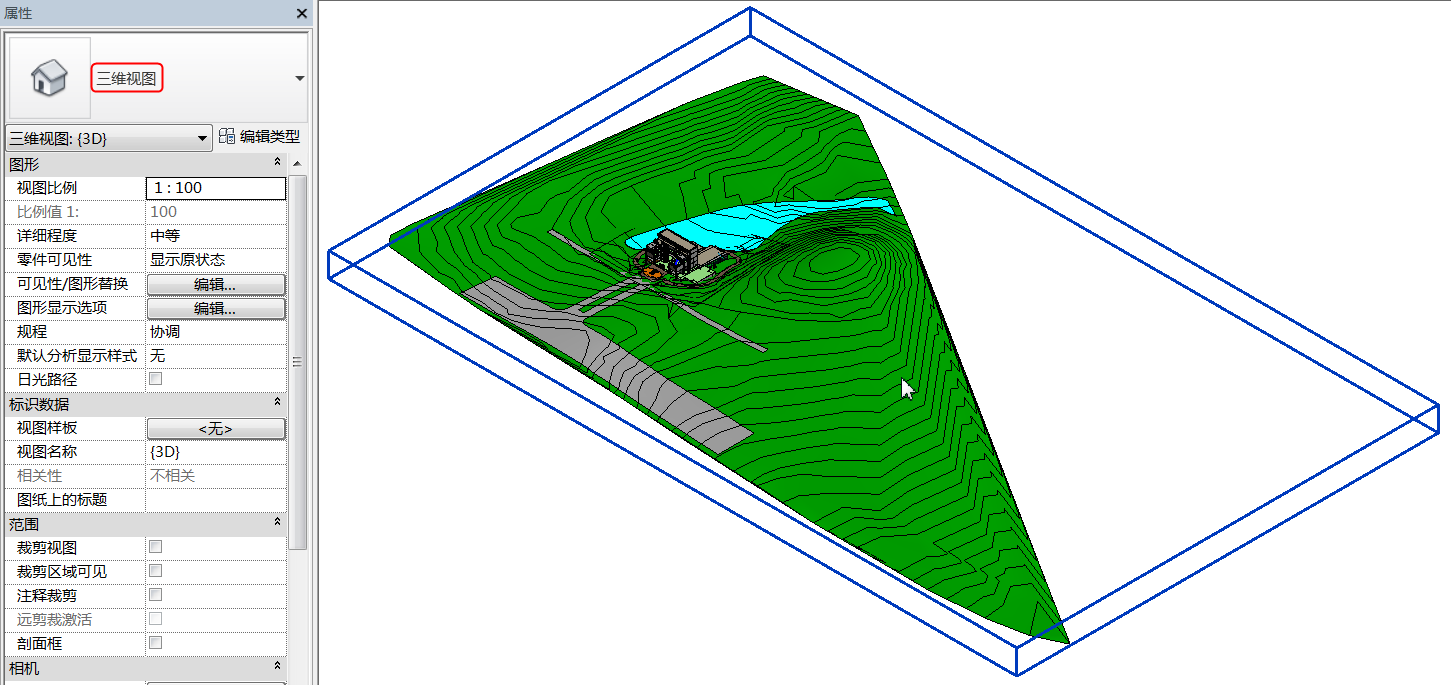 属性
三维视图
三维视图: {3D}
编辑类型
图形
视图比例 1 : 100
比例值 1: 100
详细程度 中等
零件可见性 显示原状态
可见性/图形替换 编辑...
图形显示选项 编辑...
规程 协调
默认分析显示样式 无
日光路径
标识数据
视图样板 <无>
视图名称 {3D}
相关性 不相关
图纸上的标题
范围
裁剪视图
裁剪区域可见
注释裁剪
远剪裁激活
剖面框
相机